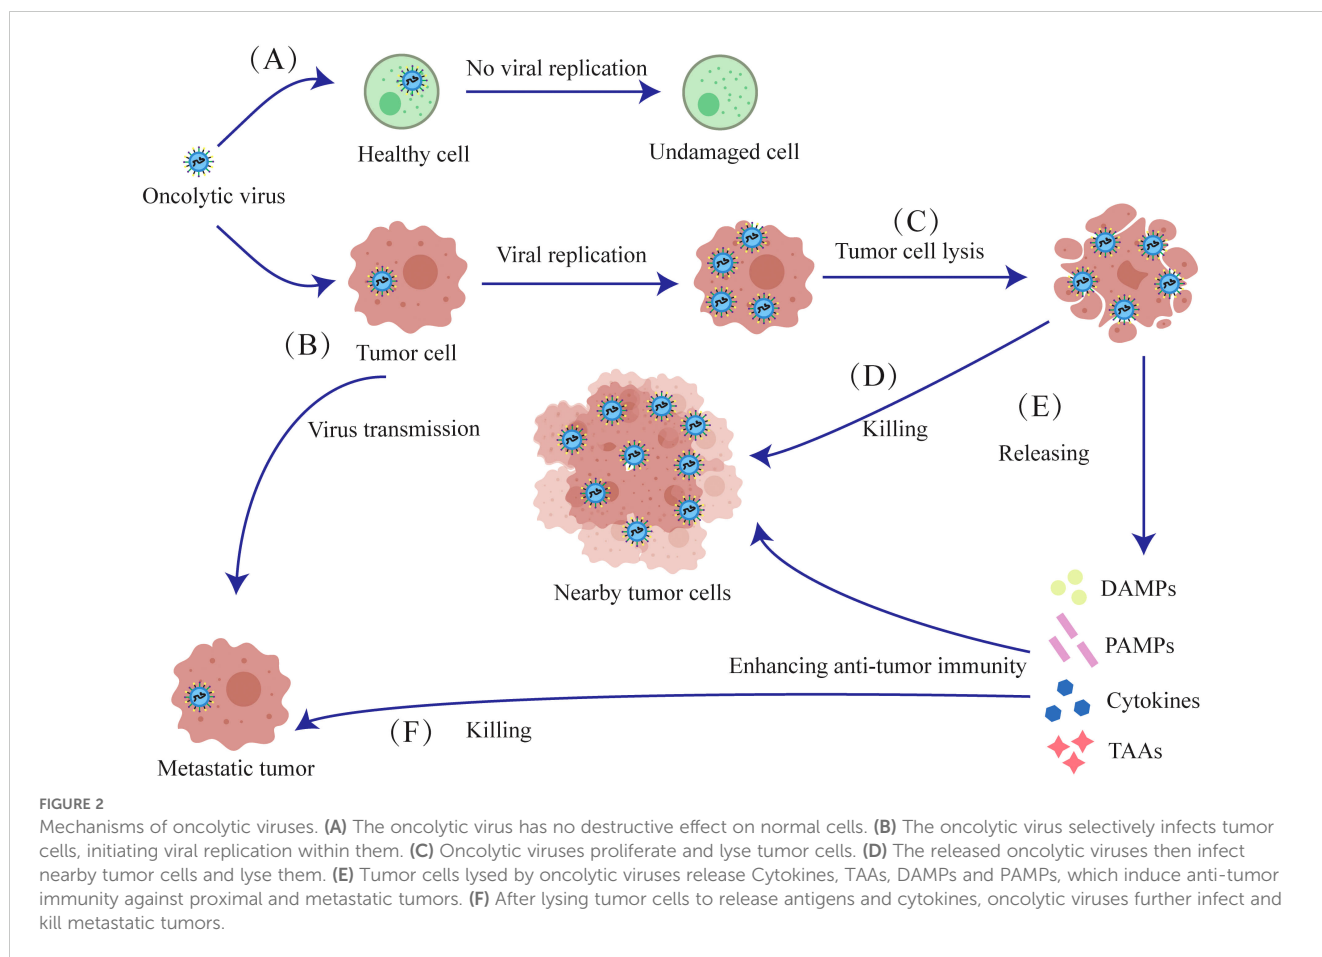 (A)
No viral replication
Healthy cell
Undamaged cell
Oncolytic virus
(C)
Viral replication
Tumor cell lysis
(B)
Tumor cell
(D)
Virus transmission
Killing
(E)
Releasing
Nearby tumor cells
DAMPs
PAMPs
Enhancing anti-tumor immunity
Cytokines
(F)
Killing
TAAs
Metastatic tumor
FIGURE 2
Mechanisms of oncolytic viruses. (A) The oncolytic virus has no destructive effect on normal cells. (B) The oncolytic virus selectively infects tumor
cells, initiating viral replication within them. (C) Oncolytic viruses proliferate and lyse tumor cells. (D) The released oncolytic viruses then infect
nearby tumor cells and lyse them. (E) Tumor cells lysed by oncolytic viruses release Cytokines, TAAs, DAMPs and PAMPs, which induce anti-tumor
immunity against proximal and metastatic tumors. (F) After lysing tumor cells to release antigens and cytokines, oncolytic viruses further infect and
kill metastatic tumors.